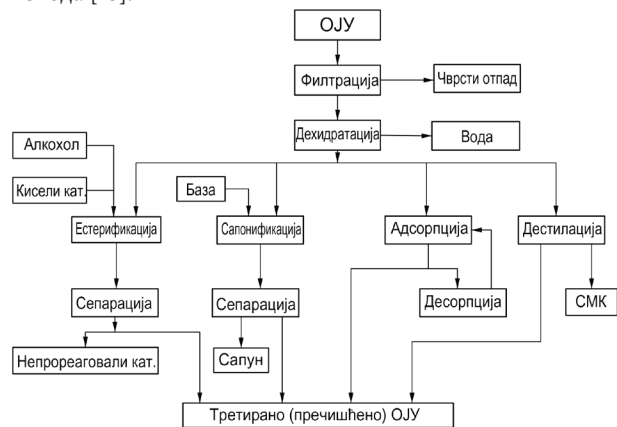 ОЈУ
Филтрација
Чврсти отпад
Дехидратација
Вода
Алкохол
Кисели кат.
База
Естерификација
Сапонификација
Адсорпција
Дестилација
Сепарација
Сепарација
Десорпција
СМК
Непрореаговали кат.
Сапун
Третирано (пречишћено) ОЈУ